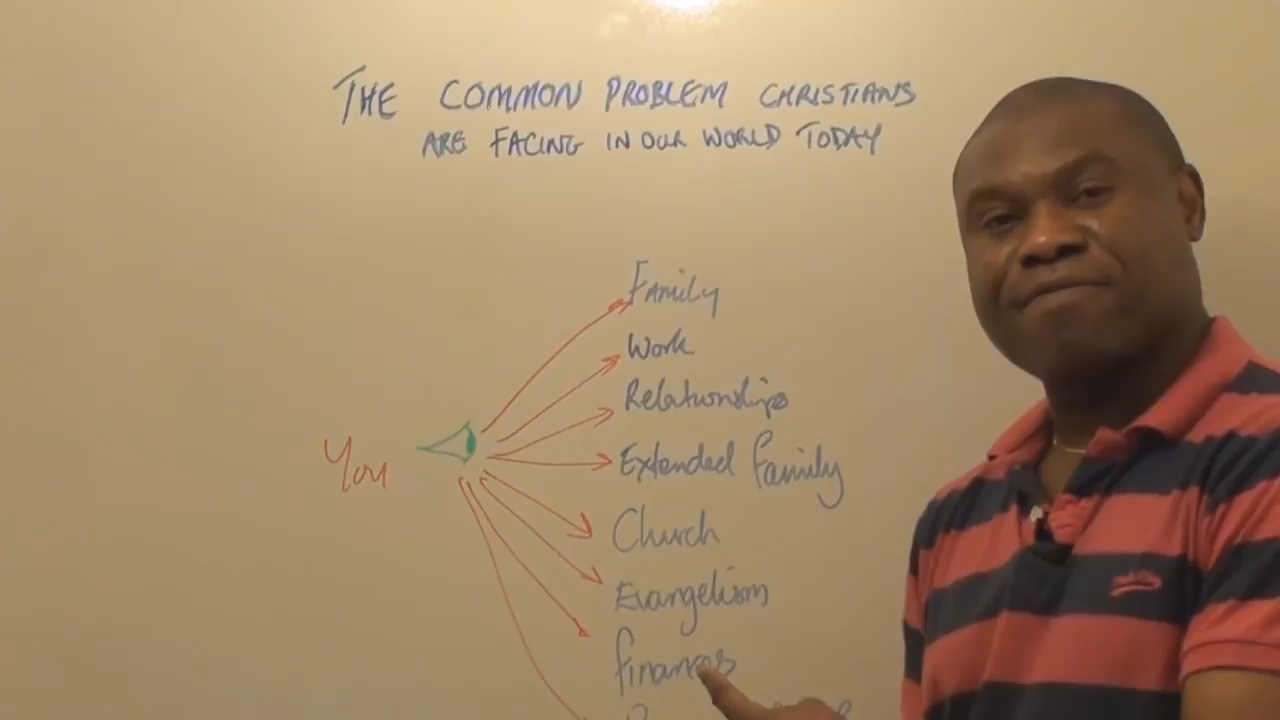 THE COMMON PROBLEM CHRISTIANS
ARE FACING IN OUR WORLD TODAY
Family
Work
Relationships
You
Extended Family
Church
Evangelism
Finances